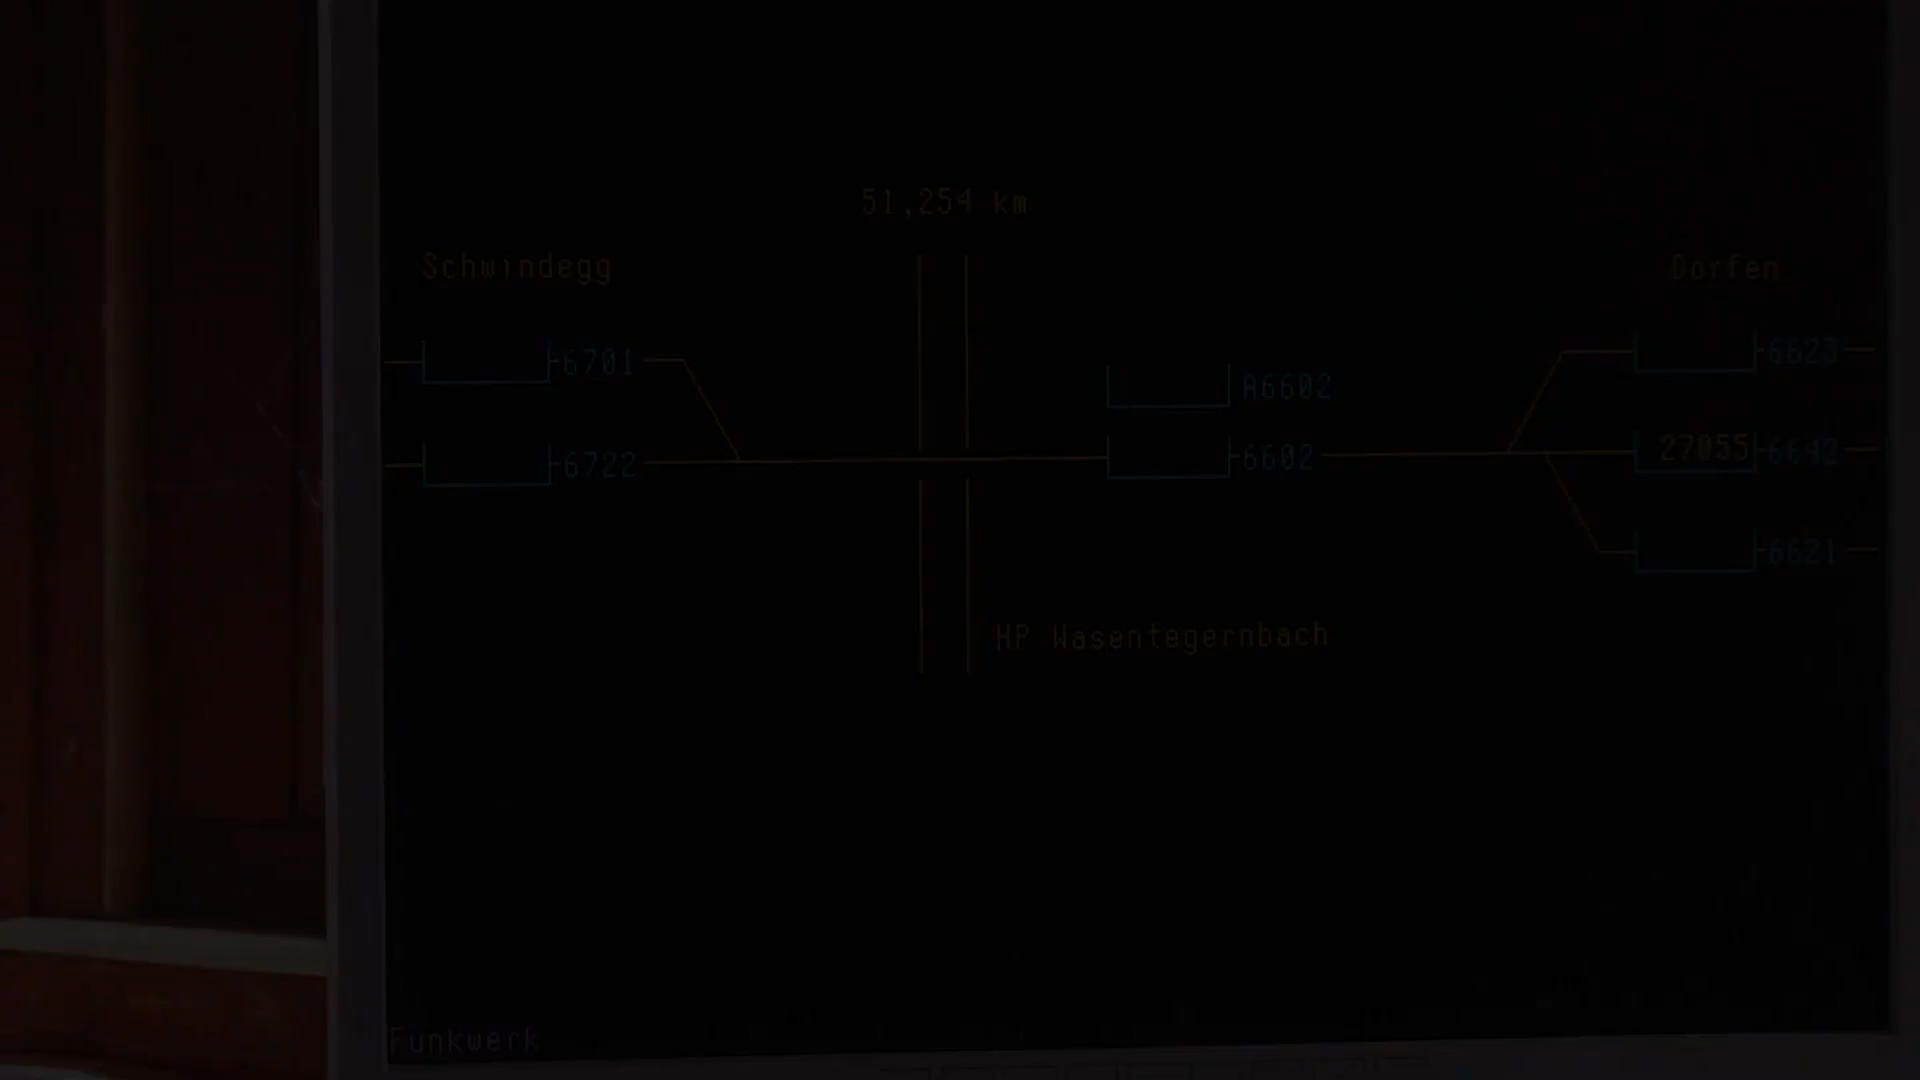 51,254 km
Schwindegg
Dorfen
6701
6623
A6602
6722
6602
27055
6642
6621
HP Wasentegernbach
Funkwerk